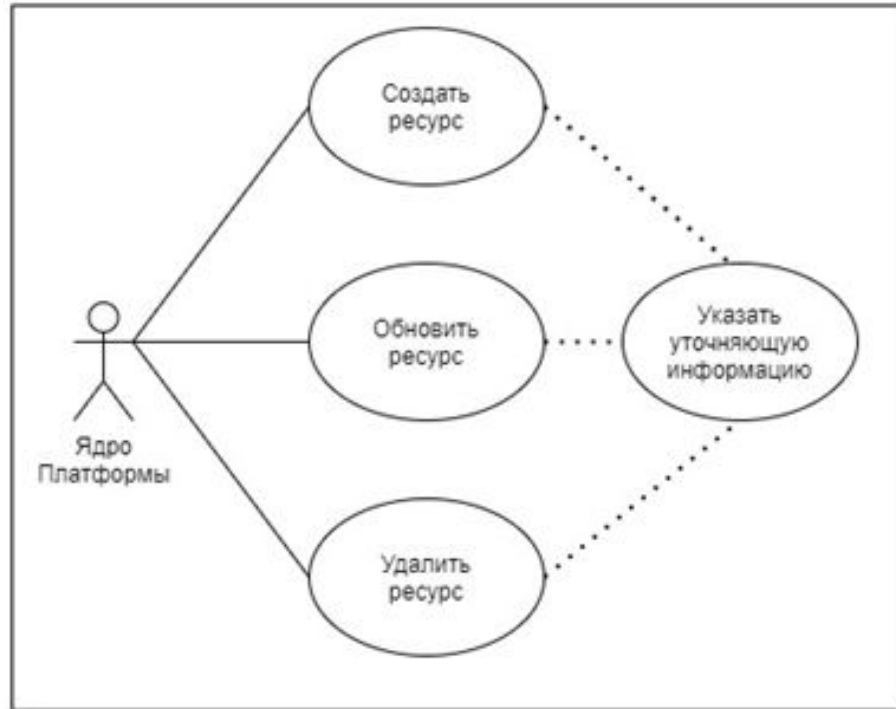 Создать
ресурс
Обновить
ресурс
Указать
уточняющую
информацию
Ядро
Платформы
Удалить
ресурс